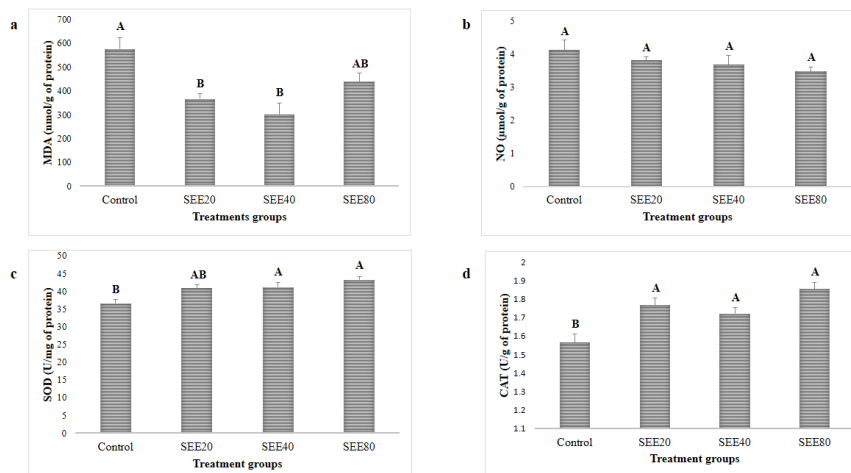 a
MDA (nmol/g of protein)
700
600
500
400
300
200
100
0
A
B
B
AB
Control SEE20 SEE40 SEE80
Treatments groups
b
NO (µmol/g of protein)
5
4
3
2
1
0
A
A
A
A
Control SEE20 SEE40 SEE80
Treatment groups
c
SOD (U/mg of protein)
50
45
40
35
30
25
20
15
10
5
0
B
AB
A
A
Control SEE20 SEE40 SEE80
Treatment groups
d
CAT (U/g of protein)
2
1.9
1.8
1.7
1.6
1.5
1.4
1.3
1.2
1.1
B
A
A
A
Control SEE20 SEE40 SEE80
Treatment groups